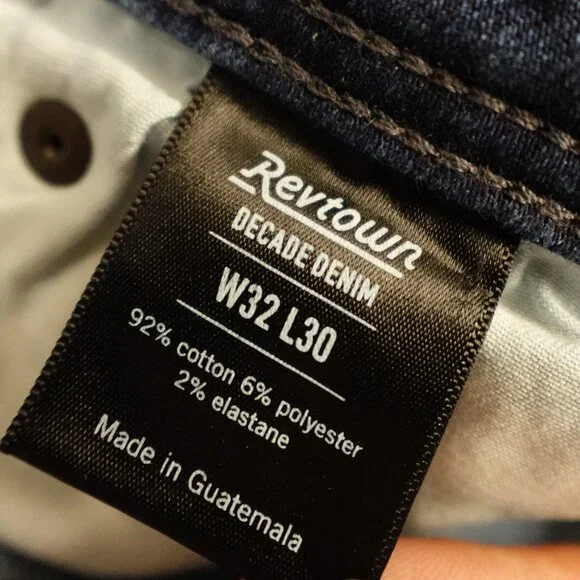 Revtown
DECADE DENIM
W32 L30
92% cotton 6% polyester
2% elastane
Made in Guatemala